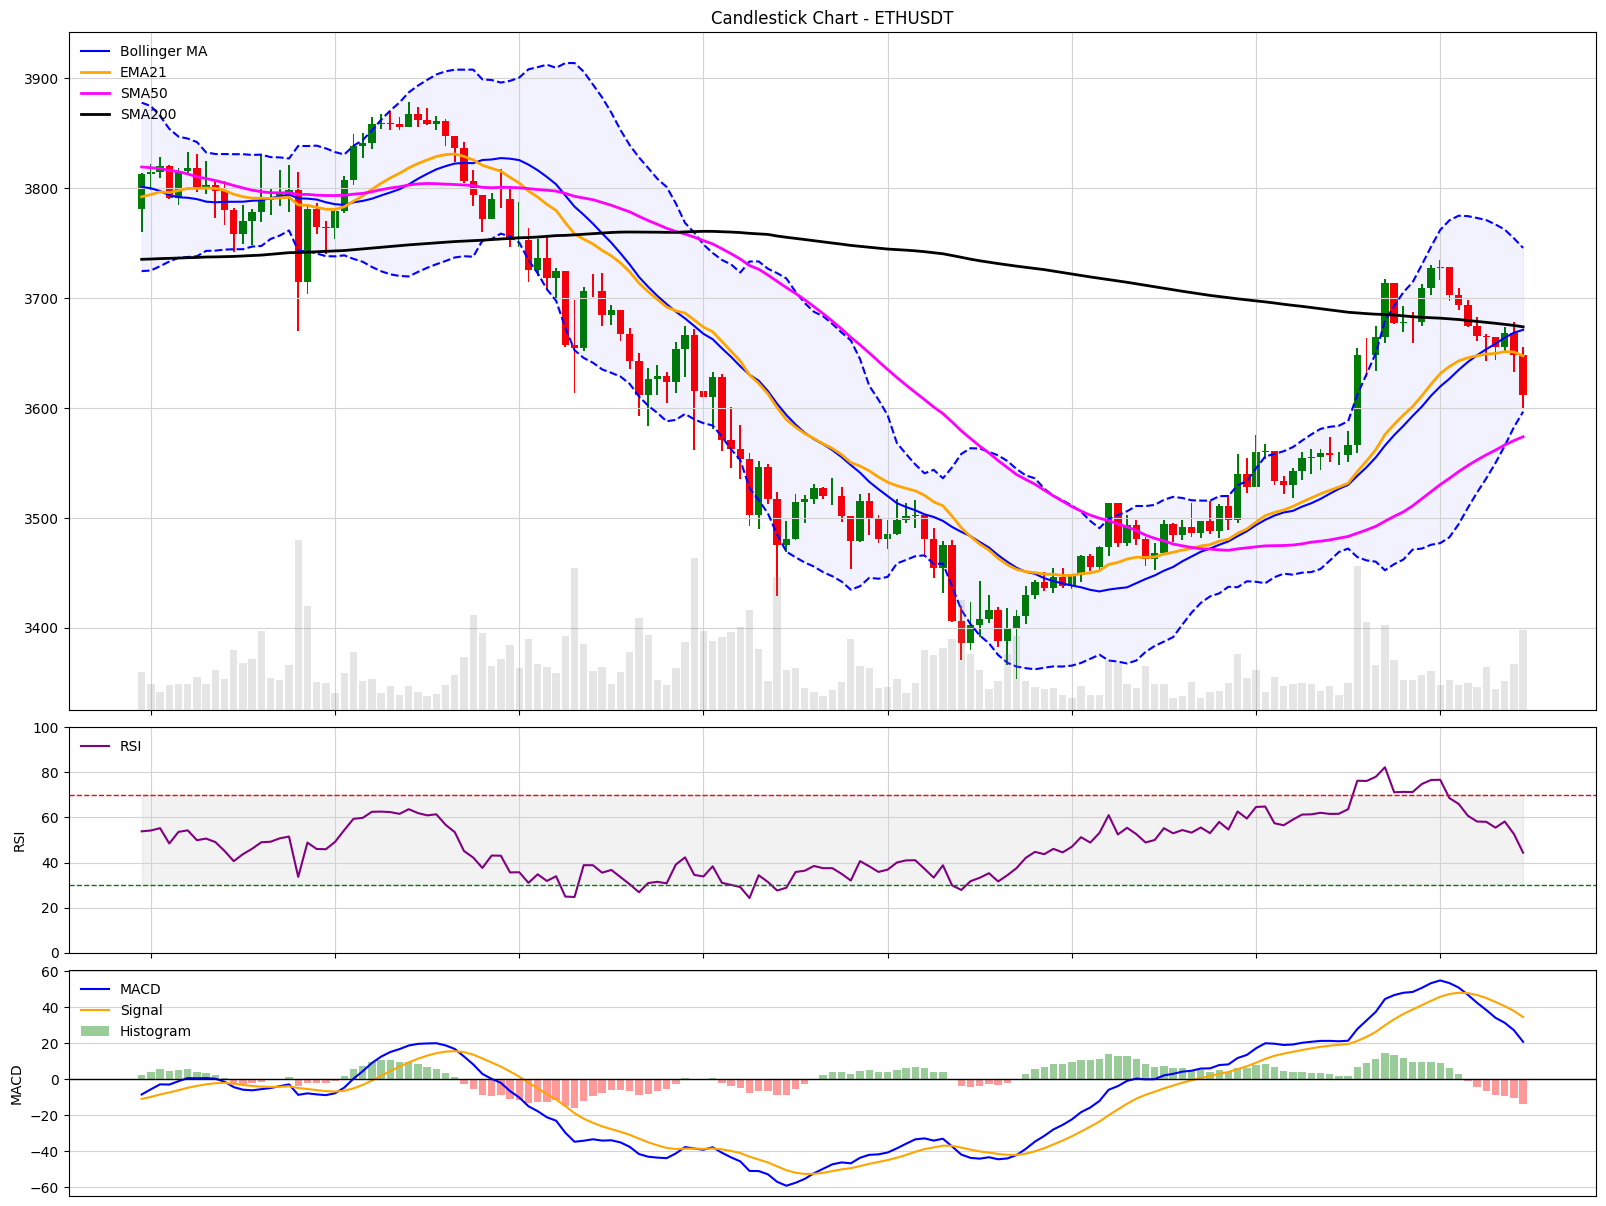 Candlestick Chart - ETHUSDT
Bollinger MA
EMA21
SMA50
SMA200
3900
3800
3700
3600
3500
3400
RSI
RSI
100
80
60
40
20
0
MACD
MACD
Signal
Histogram
60
40
20
0
−20
−40
−60